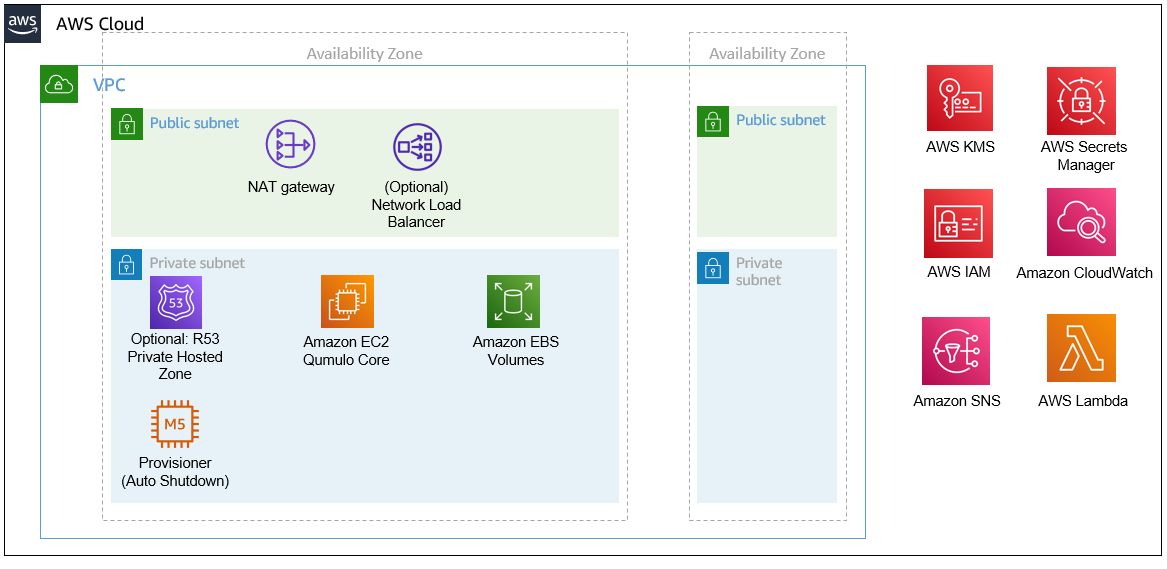 aws
AWS Cloud
Availability Zone
Availability Zone
VPC
Public subnet
NAT gateway
(Optional)
Network Load
Balancer
Public subnet
Private subnet
53
Optional: R53
Private Hosted
Zone
Amazon EC2
Qumulo Core
Amazon EBS
Volumes
M5
Provisioner
(Auto Shutdown)
Private
subnet
AWS KMS
AWS Secrets
Manager
AWS IAM
Amazon CloudWatch
Amazon SNS
AWS Lambda